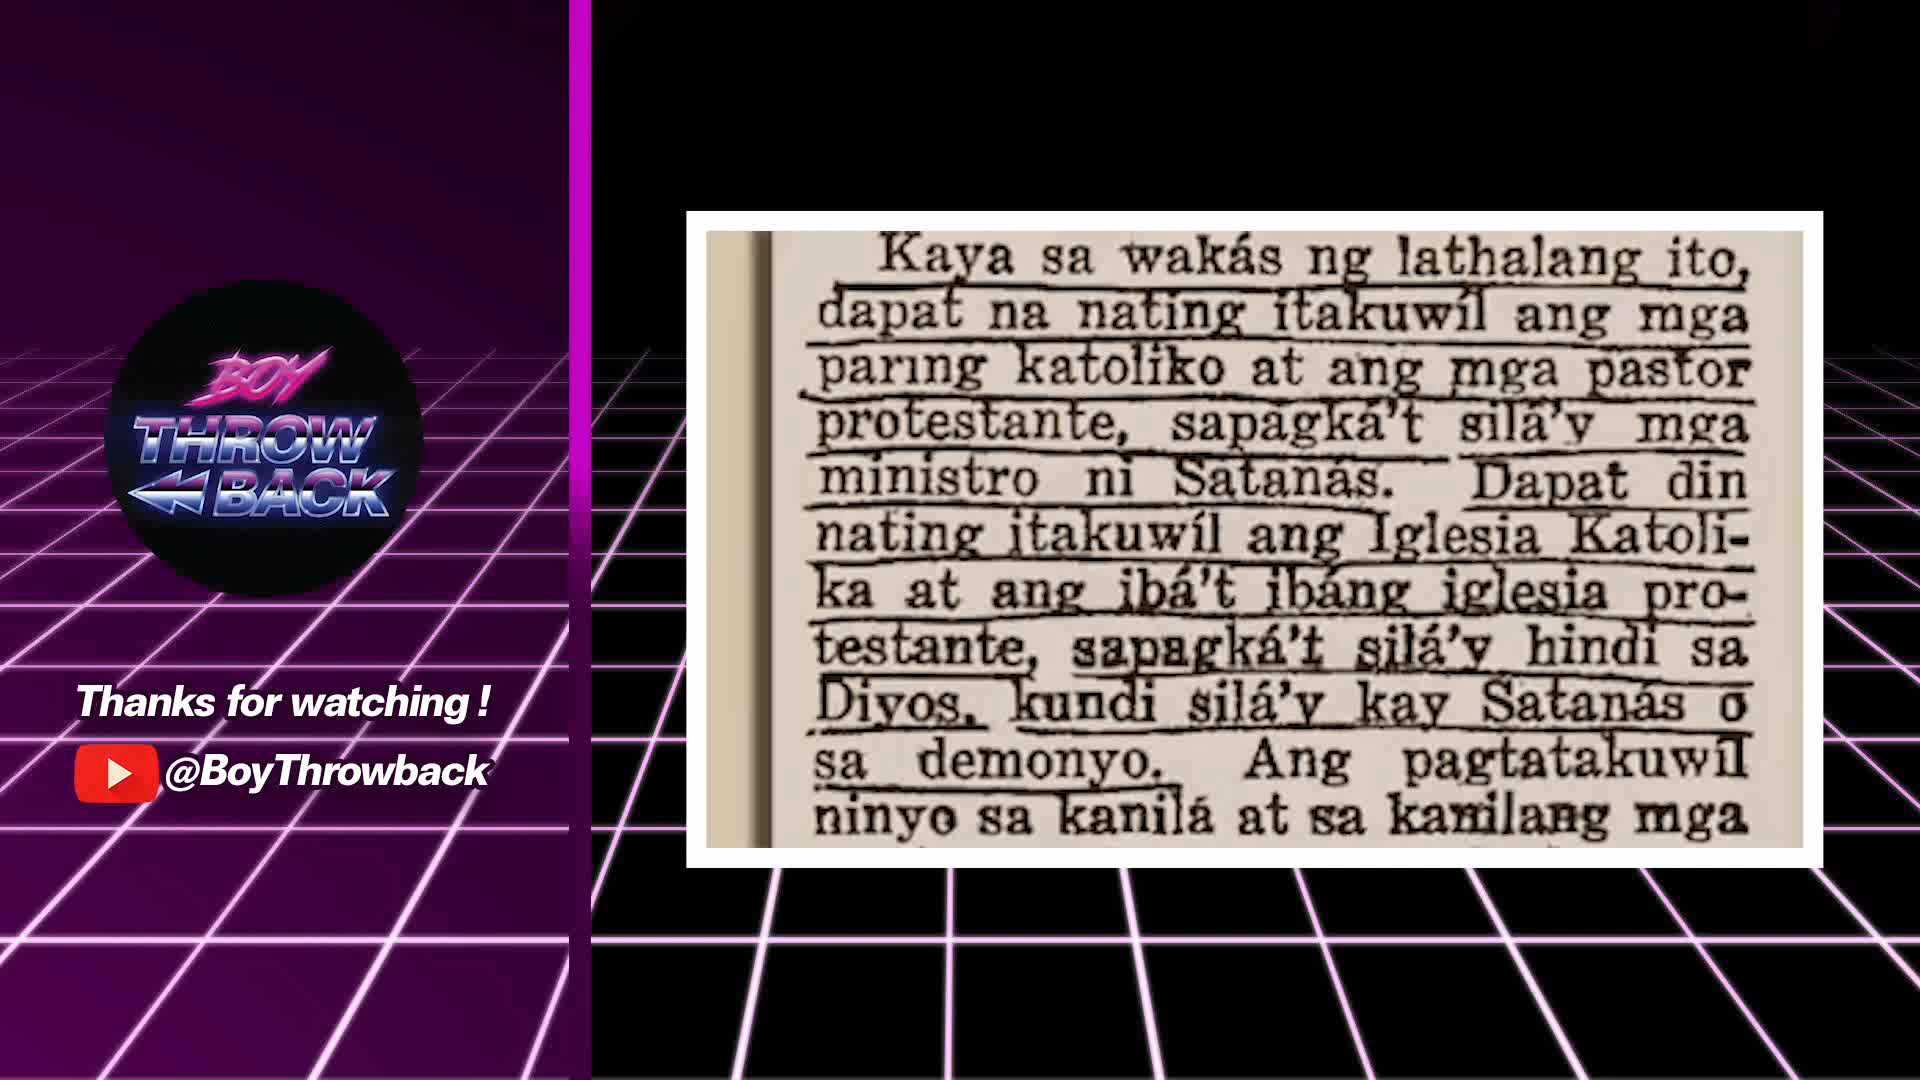 BOY
THROW
BACK
Thanks for watching !
@BoyThrowback
Kaya sa wakás ng lathalang ito,
dapat na nating itakuwíl ang mga
paring katoliko at ang mga pastor
protestante, sapagká't silá'y mga
ministro ni Satanás. Dapat din
nating itakuwíl ang Iglesia Katoli-
ka at ang ibá't ibáng iglesia pro-
testante, sapagká't silá'y hindi sa
Diyos, kundi silá'y kay Satanás o
sa demonyo. Ang pagtatakuwíl
ninyo sa kanilá at sa kanilang mga